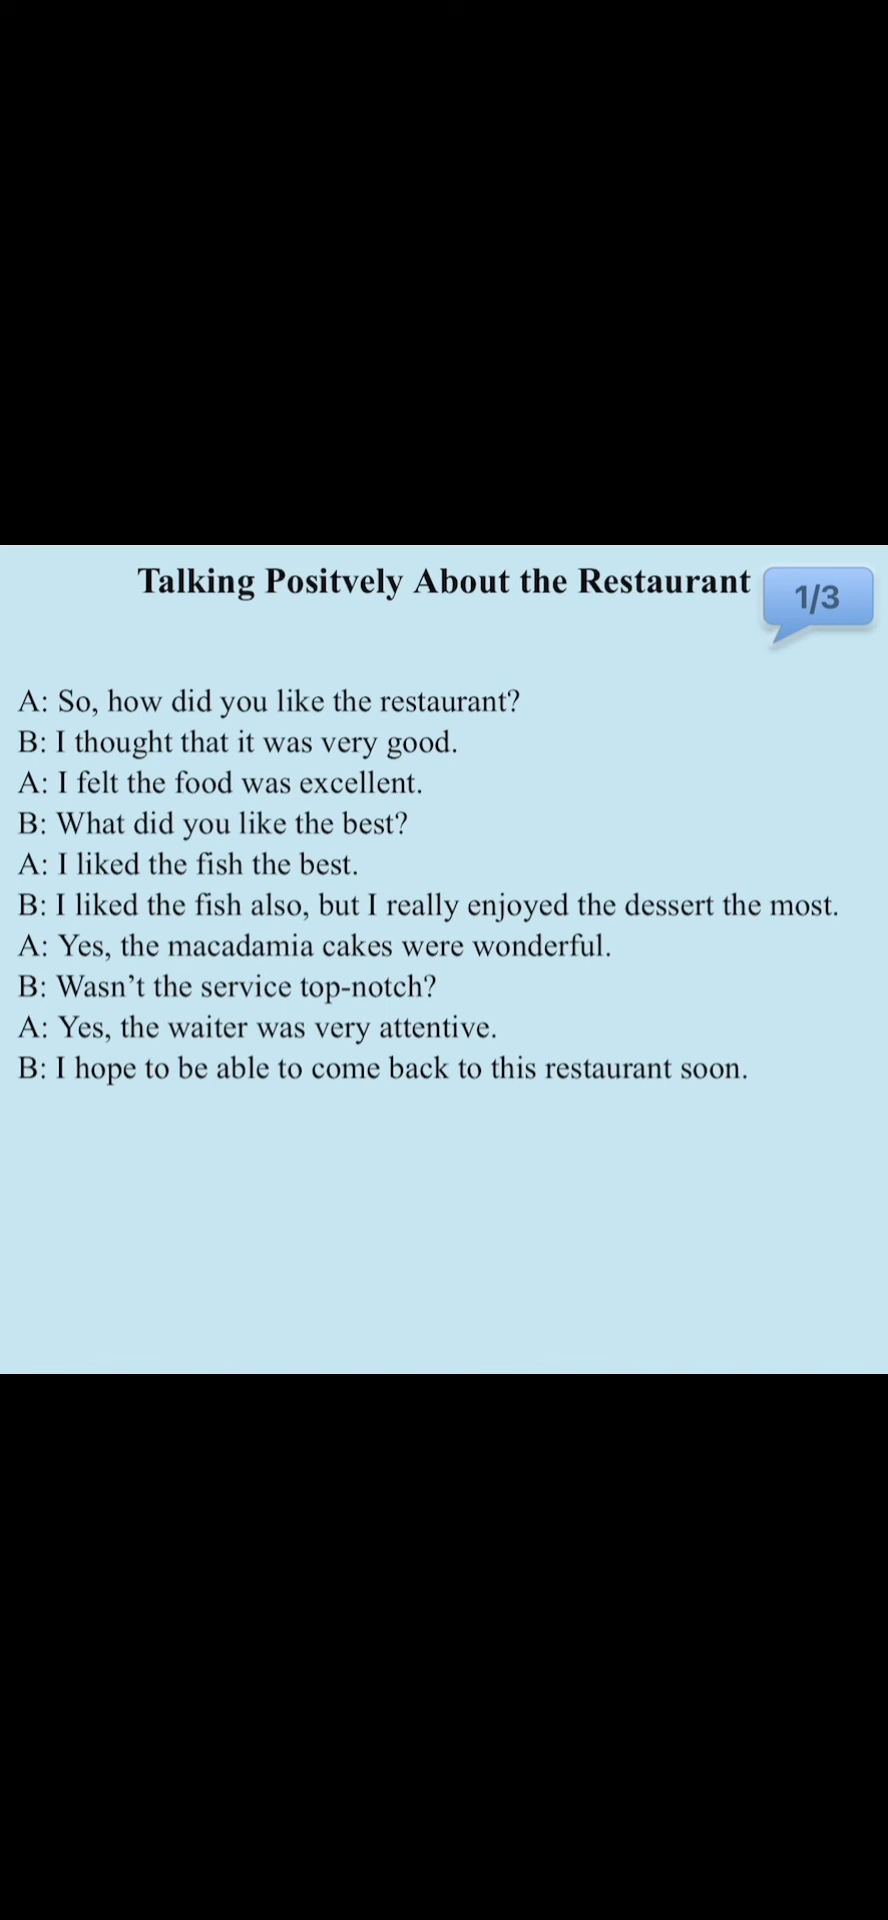 Talking Positvely About the Restaurant
1/3
A: So, how did you like the restaurant?
B: I thought that it was very good.
A: I felt the food was excellent.
B: What did you like the best?
A: I liked the fish the best.
B: I liked the fish also, but I really enjoyed the dessert the most.
A: Yes, the macadamia cakes were wonderful.
B: Wasn’t the service top-notch?
A: Yes, the waiter was very attentive.
B: I hope to be able to come back to this restaurant soon.